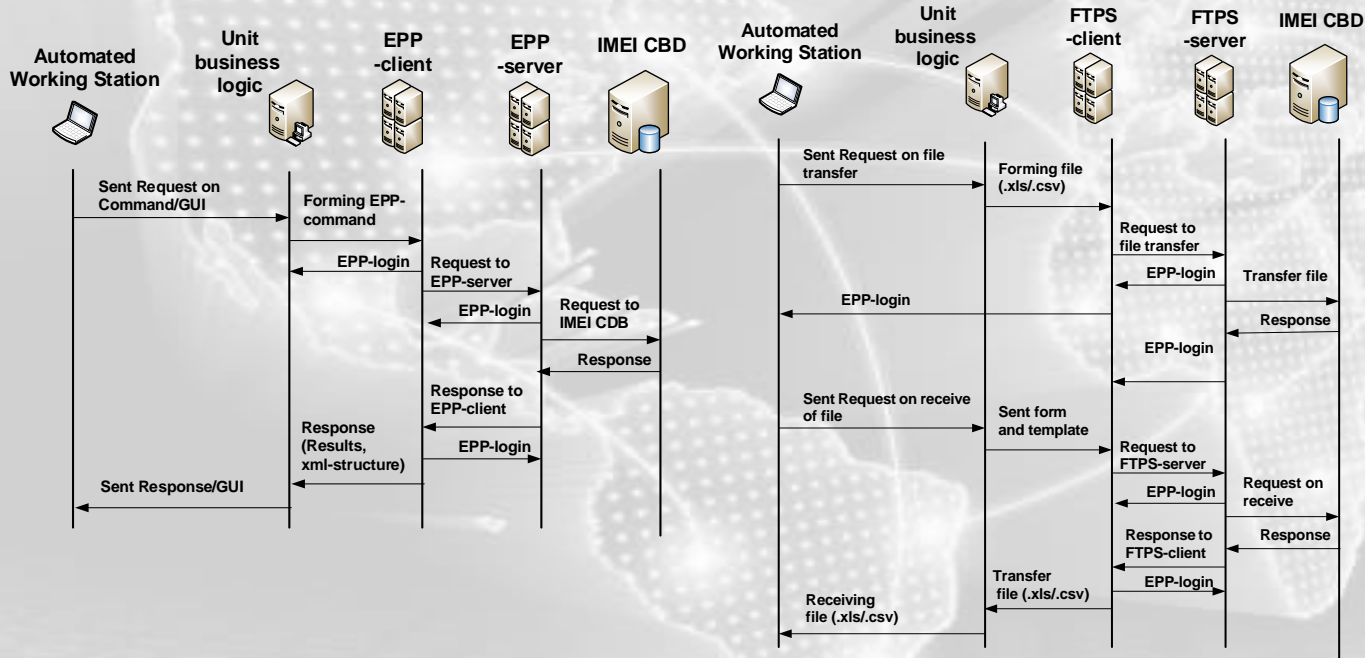 Automated
Working Station
Unit
business
logic
EPP
-client
EPP
-server
IMEI CBD
Sent Request on
Command/GUI
Forming EPP-
command
EPP-login
Request to
EPP-server
EPP-login
Request to
IMEI CDB
Response
Response to
EPP-client
Response
(Results,
xml-structure)
EPP-login
Sent Response/GUI
Automated
Working Station
Unit
business
logic
FTPS
-client
FTPS
-server
IMEI CBD
Sent Request on file
transfer
Forming file
(.xls/.csv)
Request to
file transfer
EPP-login
Transfer file
EPP-login
Response
EPP-login
Sent Request on receive
of file
Sent form
and template
Request to
FTPS-server
EPP-login
Request on
receive
Response to
FTPS-client
Response
EPP-login
Transfer
file (.xls/.csv)
Receiving
file (.xls/.csv)